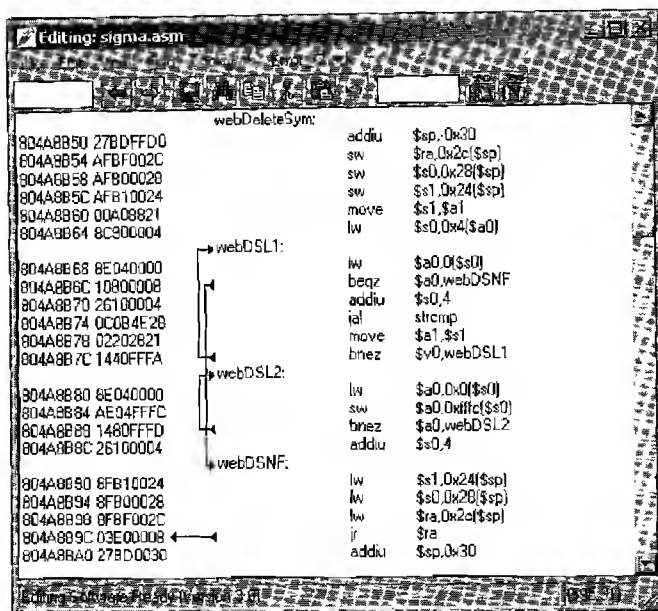 Editing: sigma.asm
webDeleteSym:
804A8B50 27BDFFD0 addiu $sp,-0x30
804A8B54 AFBF002C sw $ra,0x2c($sp)
804A8B58 AFB00028 sw $s0,0x28($sp)
804A8B5C AFB10024 sw $s1,0x24($sp)
804A8B60 00A08821 move $s1,$a1
804A8B64 8C900004 lw $s0,0x4($a0)
webDSL1:
804A8B68 8E040000 lw $a0,0($s0)
804A8B6C 10800008 beqz $a0,webDSNF
804A8B70 26100004 addiu $s0,4
804A8B74 0C0B4E28 jal strcmp
804A8B78 02202821 move $a1,$s1
804A8B7C 1440FFFA bnez $v0,webDSL1
webDSL2:
804A8B80 8E040000 lw $a0,0x0($s0)
804A8B84 AE04FFFC sw $a0,0xfffc($s0)
804A8B88 1480FFFD bnez $a0,webDSL2
804A8B8C 26100004 addiu $s0,4
webDSNF:
804A8B90 8FB10024 lw $s1,0x24($sp)
804A8B94 8FB00028 lw $s0,0x28($sp)
804A8B98 8FBF002C lw $ra,0x2c($sp)
804A8B9C 03E00008 jr $ra
804A8BA0 27BD0030 addiu $sp,0x30
Editing Software Ready